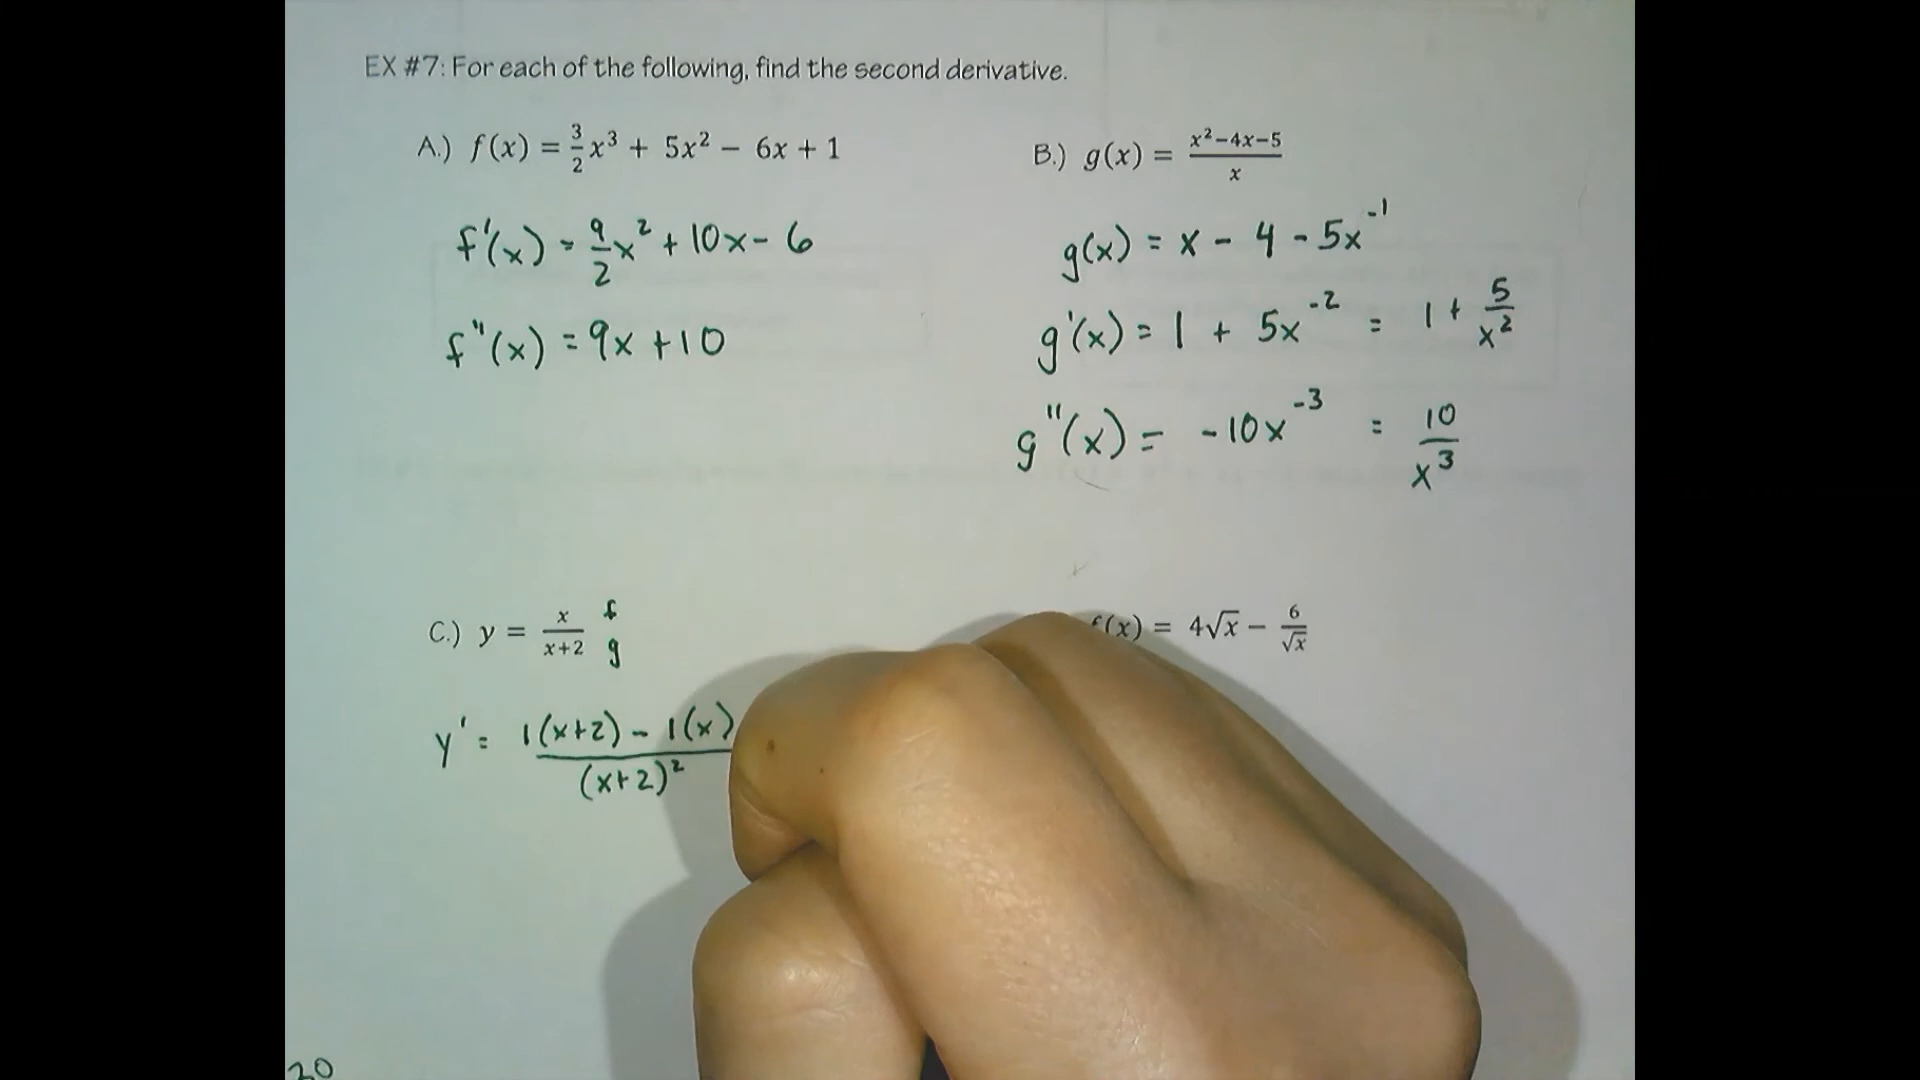 EX #7: For each of the following, find the second derivative.
A.) f(x) = 3/2 x³ + 5x² − 6x + 1
f'(x) = 9/2 x² + 10x - 6
f"(x) = 9x + 10
B.) g(x) = (x²−4x−5)/x
g(x) = x - 4 - 5x⁻¹
g'(x) = 1 + 5x⁻² = 1 + 5/x²
g"(x) = -10x⁻³ = 10/x³
C.) y = x/(x+2) f g
y' = (1(x+2) - 1(x))/(x+2)²
(x) = 4√x − 6/√x
20